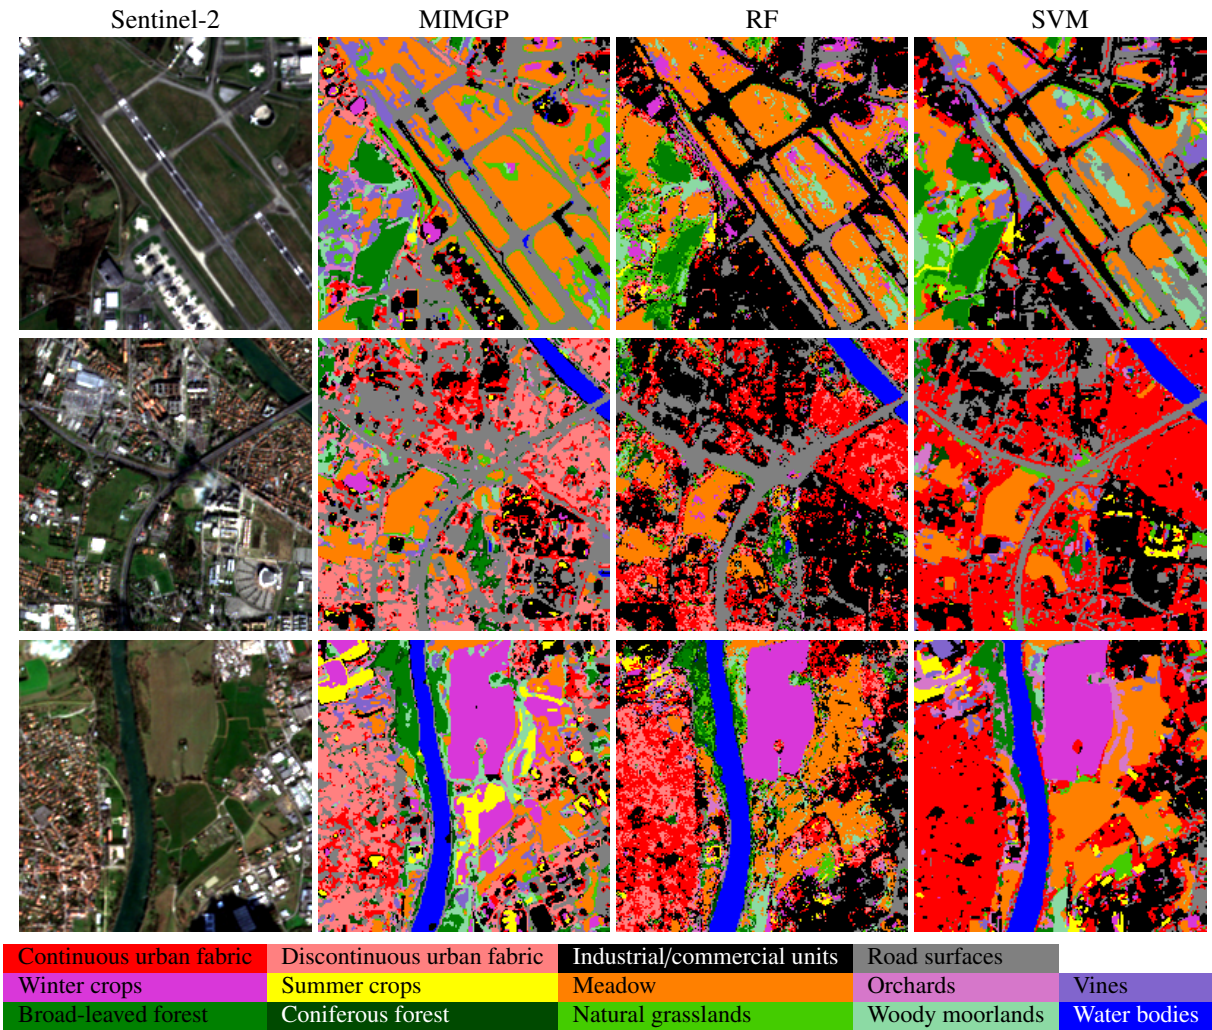 Sentinel-2 MIMGP RF SVM
Continuous urban fabric Discontinuous urban fabric Industrial/commercial units Road surfaces
Winter crops Summer crops Meadow Orchards Vines
Broad-leaved forest Coniferous forest Natural grasslands Woody moorlands Water bodies